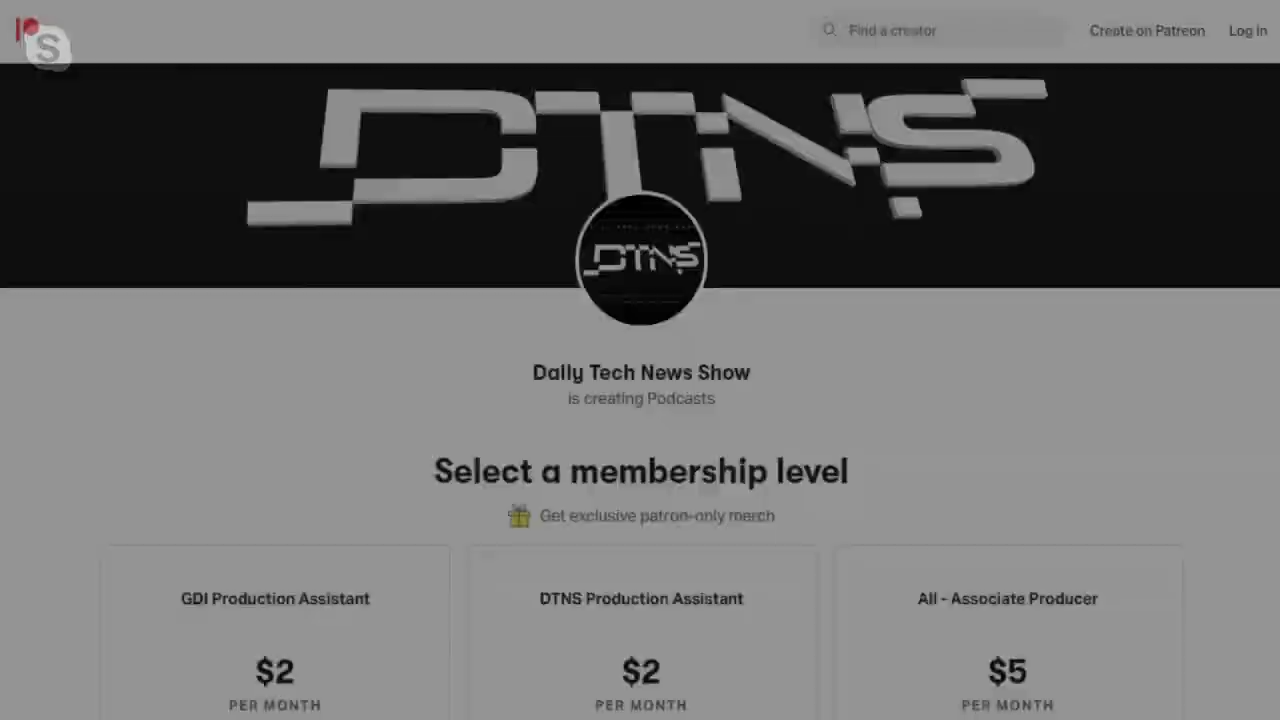 S
Find a creator
Create on Patreon
Log In
DTNS
DTNS
Daily Tech News Show
is creating Podcasts
Select a membership level
Get exclusive patron-only merch
GDI Production Assistant
DTNS Production Assistant
All - Associate Producer
$2
$2
$5
PER MONTH
PER MONTH
PER MONTH